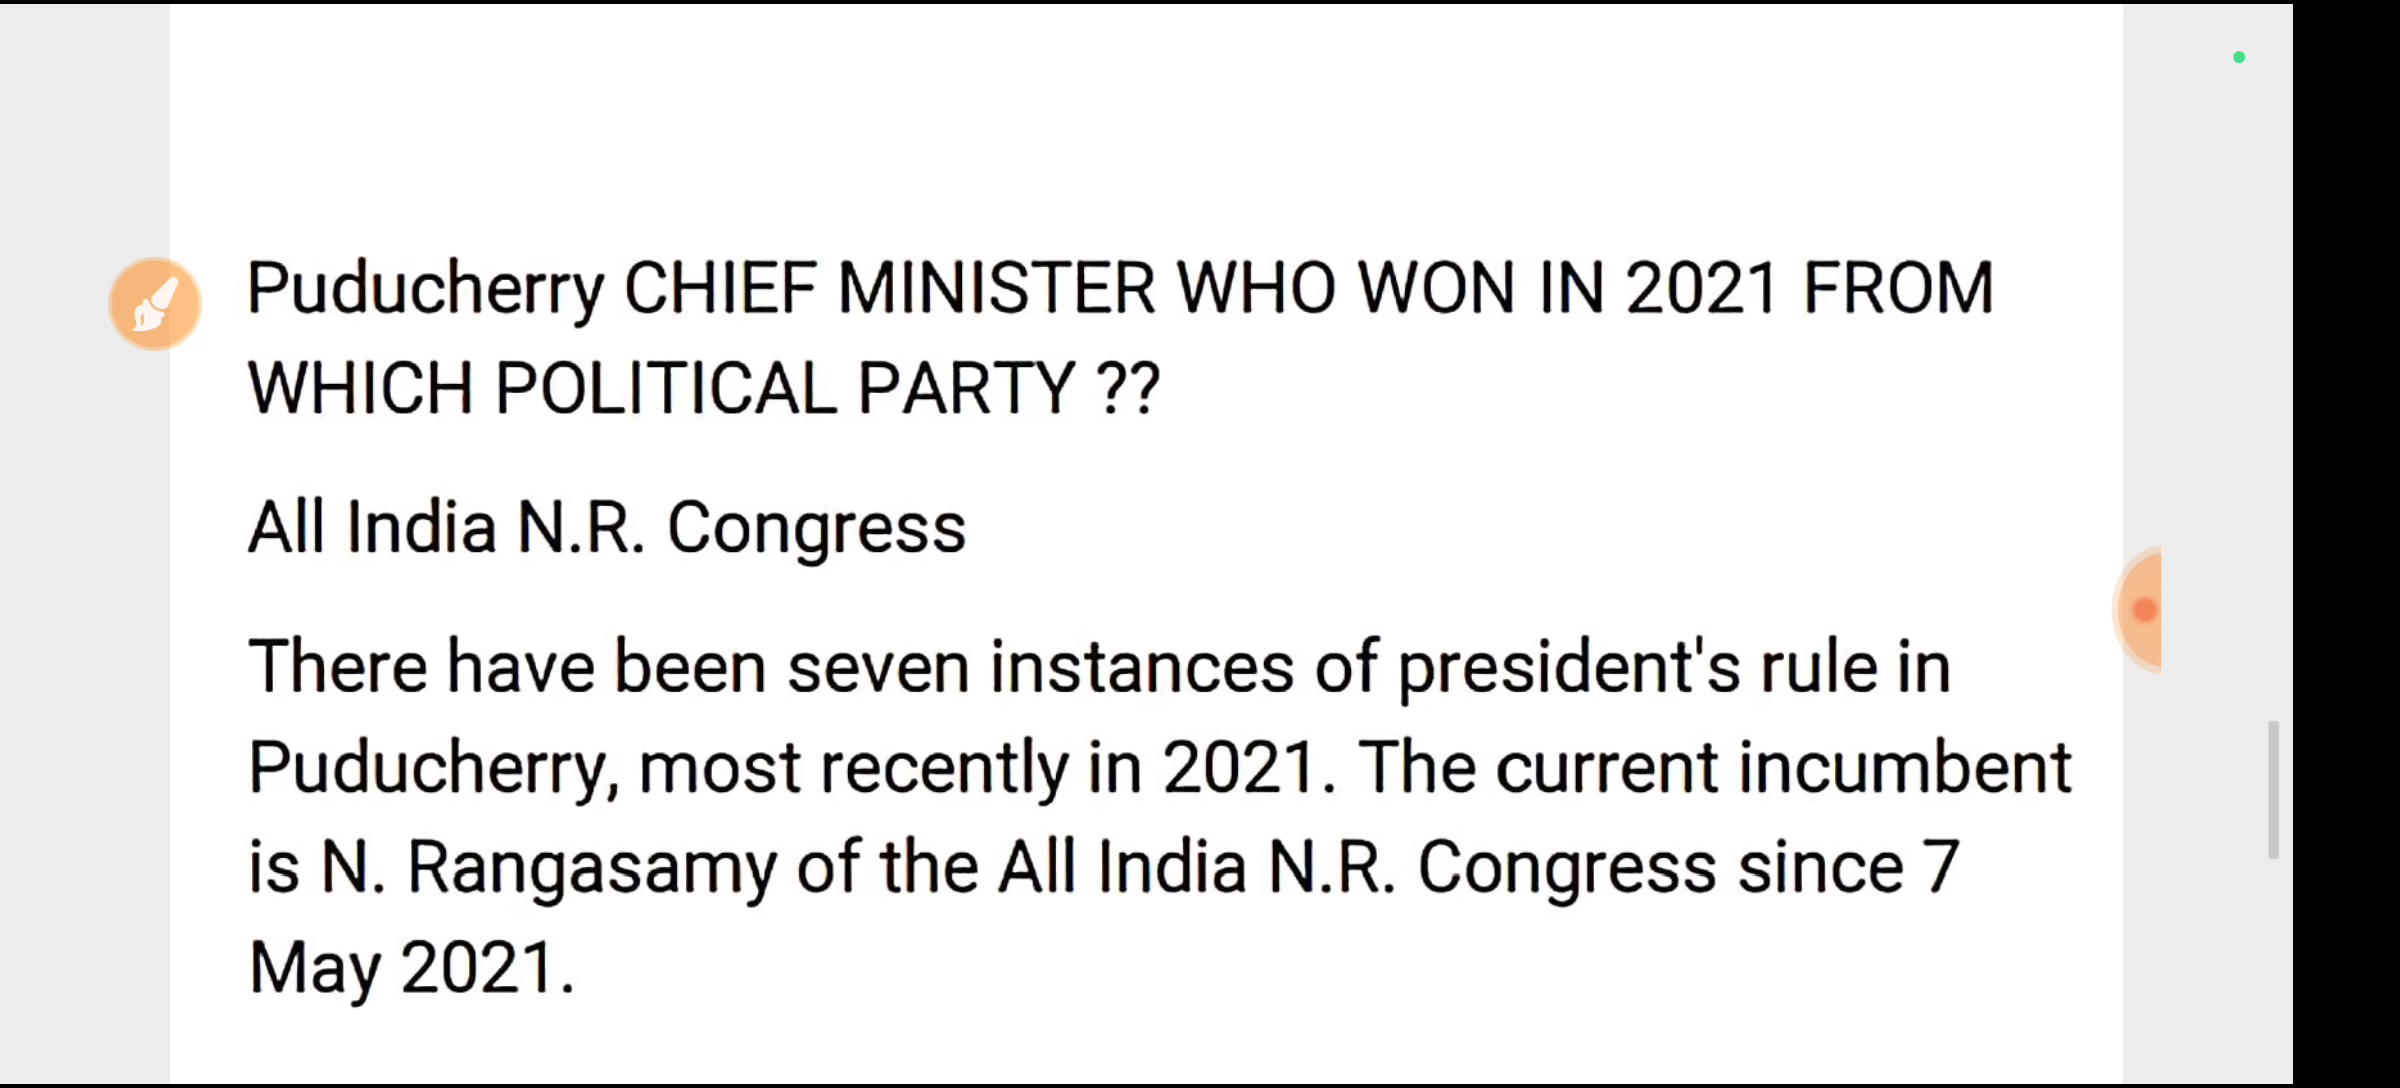 Puducherry CHIEF MINISTER WHO WON IN 2021 FROM
WHICH POLITICAL PARTY ??
All India N.R. Congress
There have been seven instances of president's rule in
Puducherry, most recently in 2021. The current incumbent
is N. Rangasamy of the All India N.R. Congress since 7
May 2021.